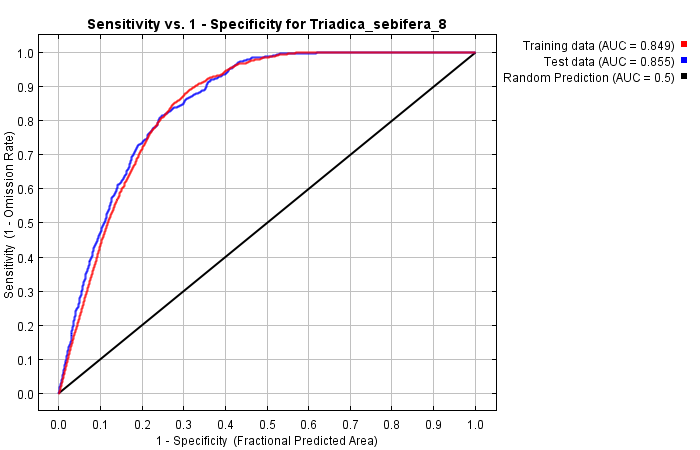 Sensitivity vs. 1 - Specificity for Triadica_sebifera_8
Training data (AUC = 0.849)
Test data (AUC = 0.855)
Random Prediction (AUC = 0.5)
Sensitivity (1 - Omission Rate)
1.0
0.9
0.8
0.7
0.6
0.5
0.4
0.3
0.2
0.1
0.0
0.0 0.1 0.2 0.3 0.4 0.5 0.6 0.7 0.8 0.9 1.0
1 - Specificity (Fractional Predicted Area)